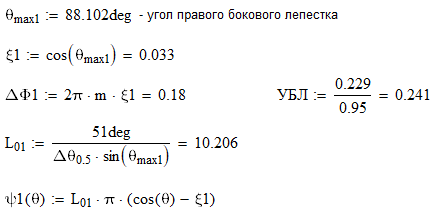 θmax1 := 88.102deg - угол правого бокового лепестка
ξ1 := cos(θmax1) = 0.033
ΔΦ1 := 2π · m · ξ1 = 0.18 УБЛ := 0.229/0.95 = 0.241
L01 := 51deg/(Δθ0.5 · sin(θmax1)) = 10.206
ψ1(θ) := L01 · π · (cos(θ) − ξ1)